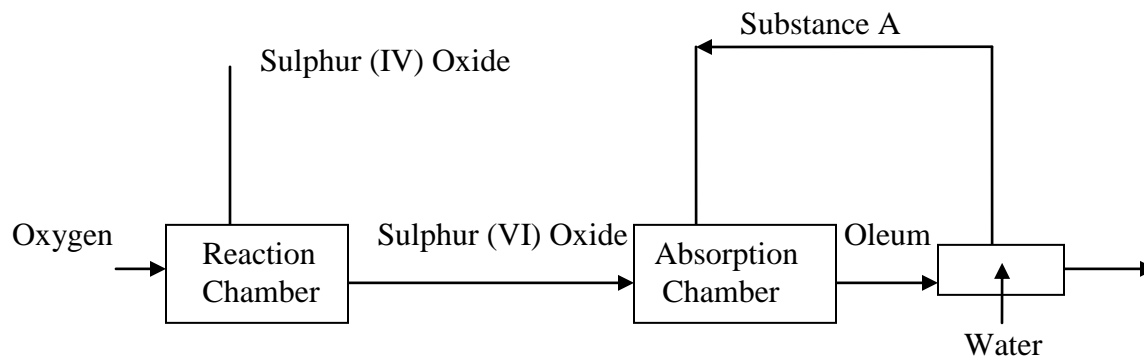 Substance A
Sulphur (IV) Oxide
Oxygen
Reaction
Chamber
Sulphur (VI) Oxide
Absorption
Chamber
Oleum
Water